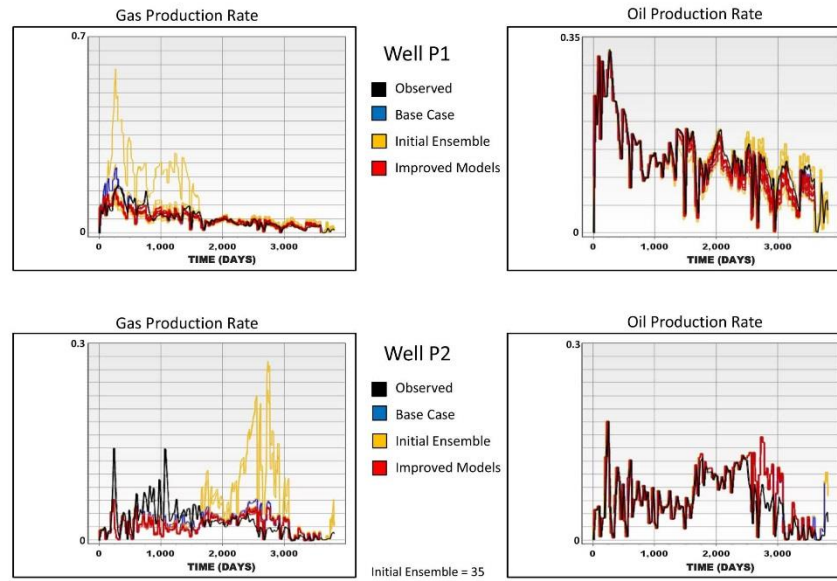 Gas Production Rate
0.7
0
0
1,000
2,000
3,000
TIME (DAYS)
Well P1
Observed
Base Case
Initial Ensemble
Improved Models
Oil Production Rate
0.35
0
0
1,000
2,000
3,000
TIME (DAYS)
Gas Production Rate
0.3
0
0
1,000
2,000
3,000
TIME (DAYS)
Well P2
Observed
Base Case
Initial Ensemble
Improved Models
Initial Ensemble = 35
Oil Production Rate
0.3
0
0
1,000
2,000
3,000
TIME (DAYS)